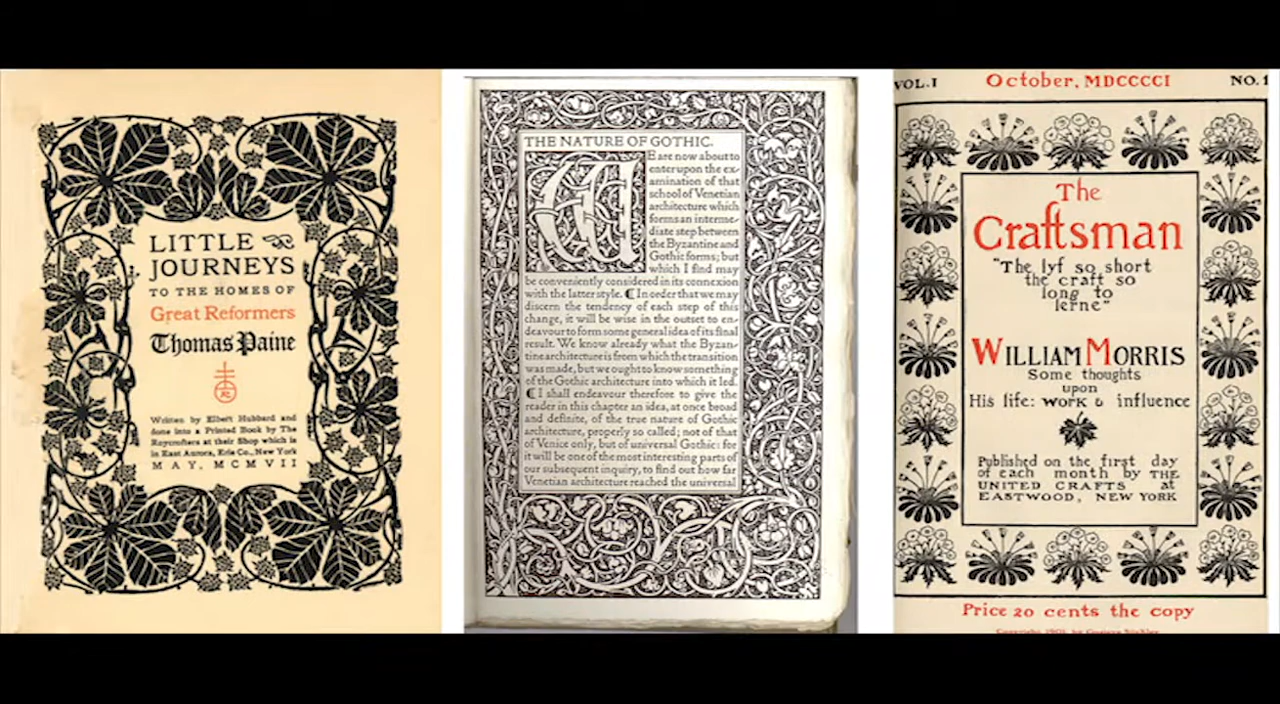 LITTLE
JOURNEYS
TO THE HOMES OF
Great Reformers
Thomas Paine
Written by Elbert Hubbard and
done into a Printed Book by The
Roycrofters at their Shop which is
in East Aurora, Erie Co., New York
MAY, MCMVII
THE NATURE OF GOTHIC.
WE are now about to
enter upon the ex-
amination of that
school of Venetian
architecture which
forms an interme-
diate step between
the Byzantine and
Gothic forms; but
which I find may
be conveniently considered in its connexion
with the latter style. ¶ In order that we may
discern the tendency of each step of this
change, it will be wise in the outset to en-
deavour to form some general idea of its final
result. We know already what the Byzan-
tine architecture is from which the transition
was made, but we ought to know something
of the Gothic architecture into which it led.
¶ I shall endeavour therefore to give the
reader in this chapter an idea, at once broad
and definite, of the true nature of Gothic
architecture, properly so called; not of that
of Venice only, but of universal Gothic: for
it will be one of the most interesting parts of
our subsequent inquiry, to find out how far
Venetian architecture reached the universal
VOL. I October, MDCCCCI NO. 1
The
Craftsman
"The lyf so short
the craft so
long to
lerne"
WILLIAM MORRIS
Some thoughts
upon
His life: work & influence
Published on the first day
of each month by THE
UNITED CRAFTS at
EASTWOOD, NEW YORK
Price 20 cents the copy